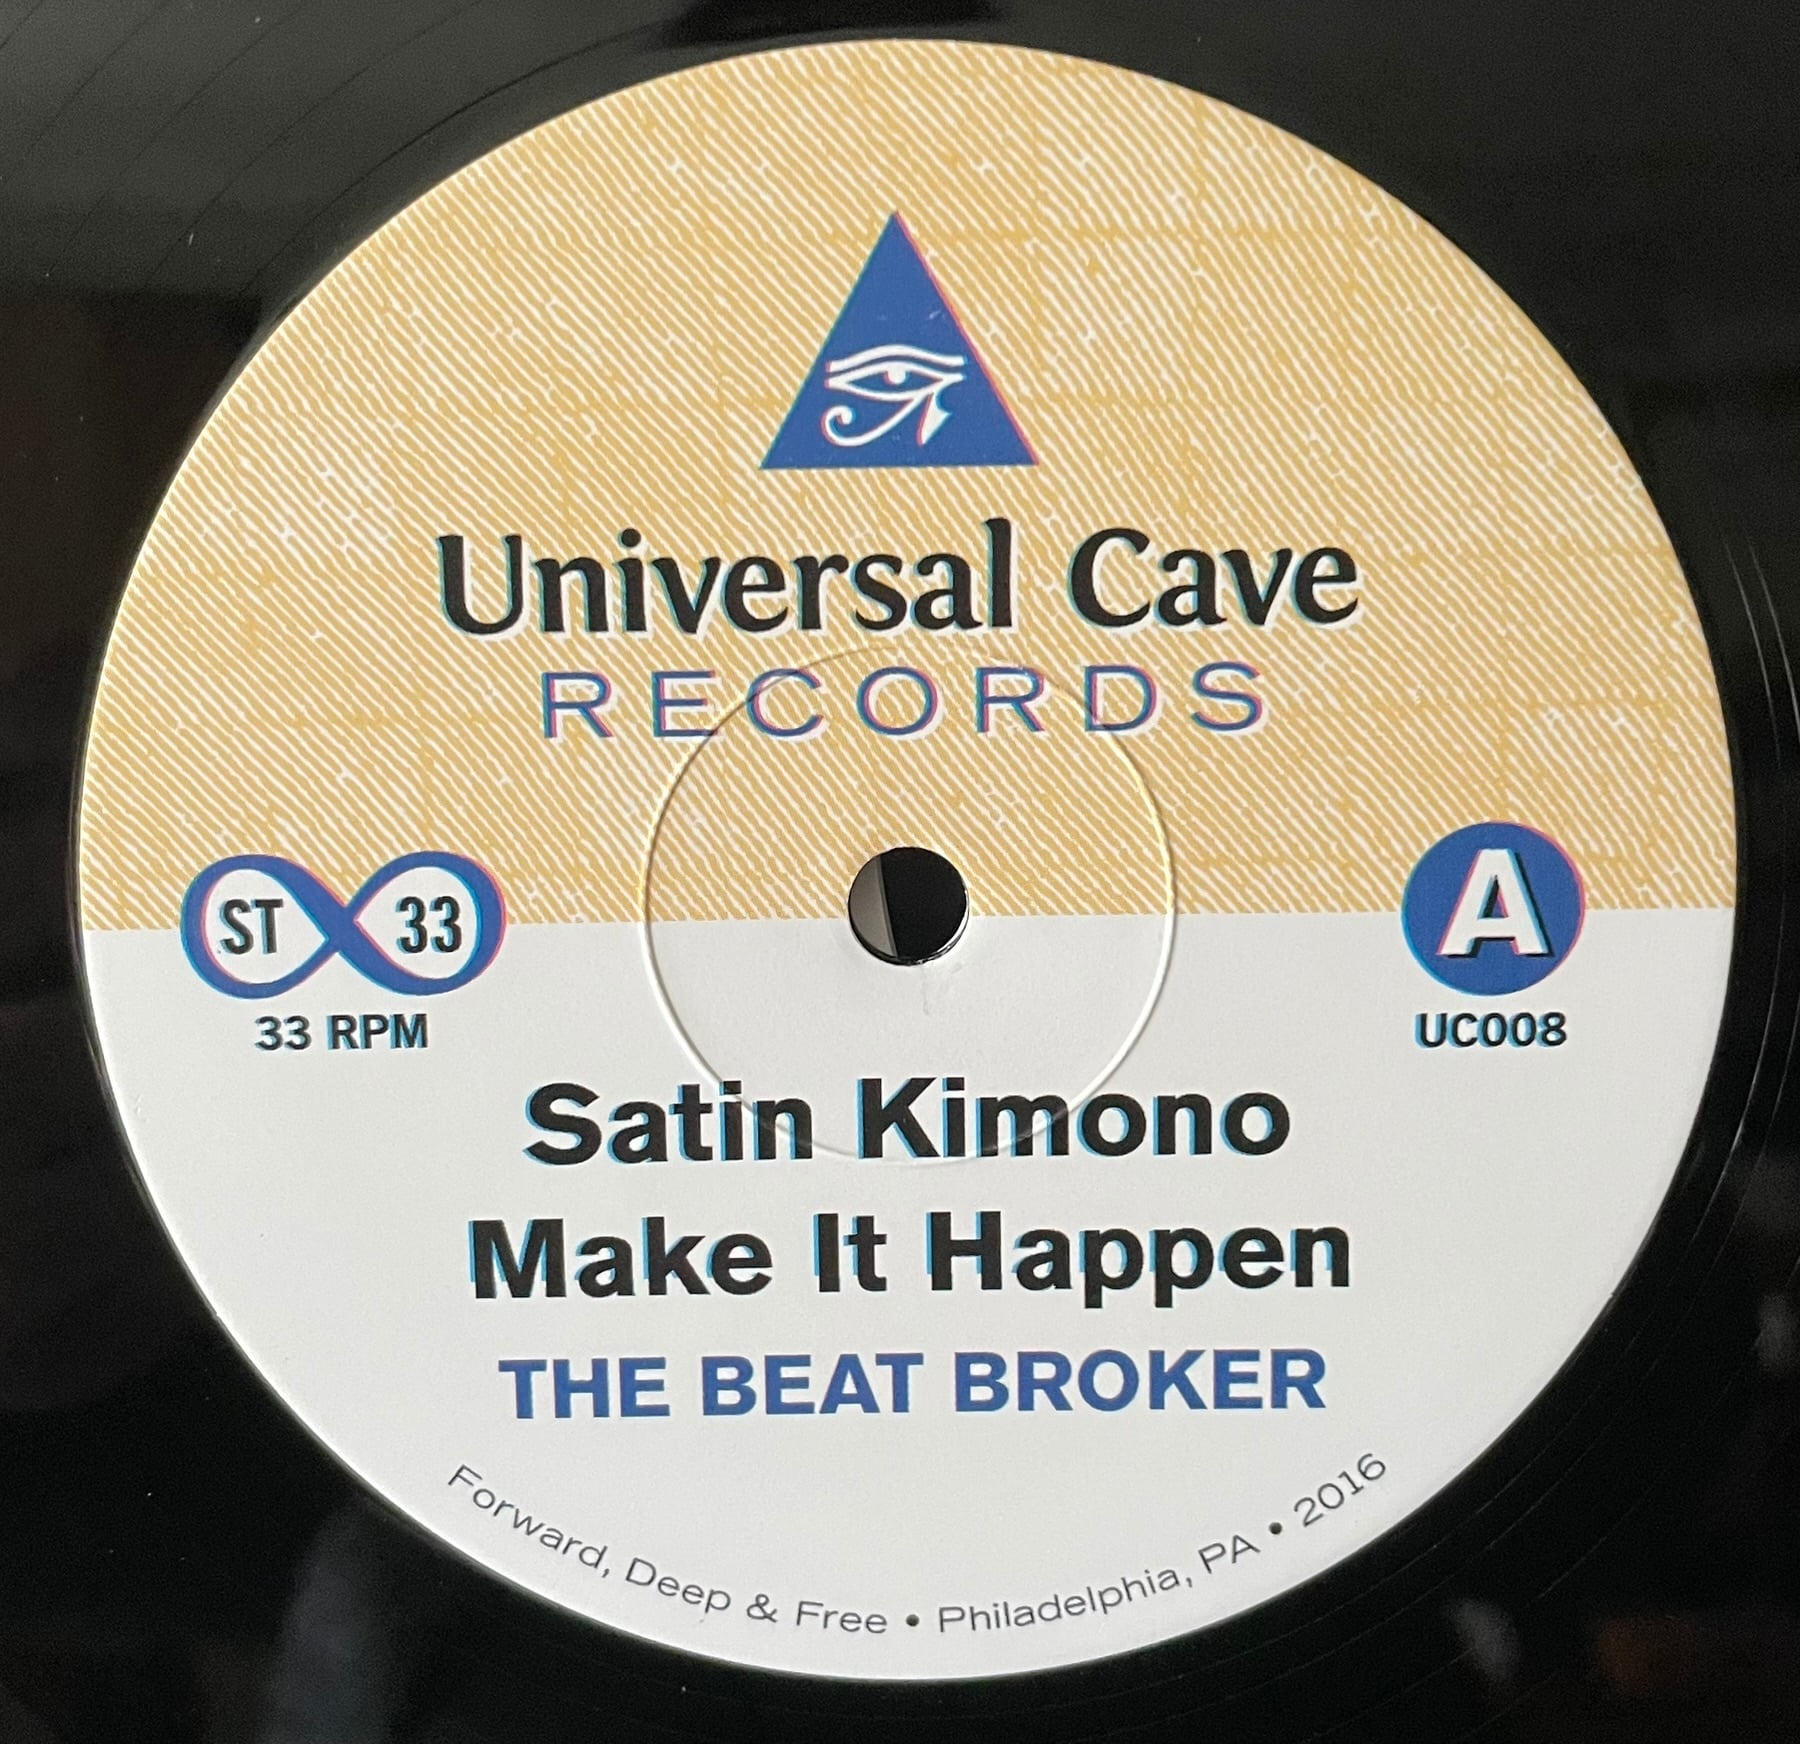 Universal Cave
RECORDS
ST 33
33 RPM
A
UC008
Satin Kimono
Make It Happen
THE BEAT BROKER
Forward, Deep & Free • Philadelphia, PA • 2016